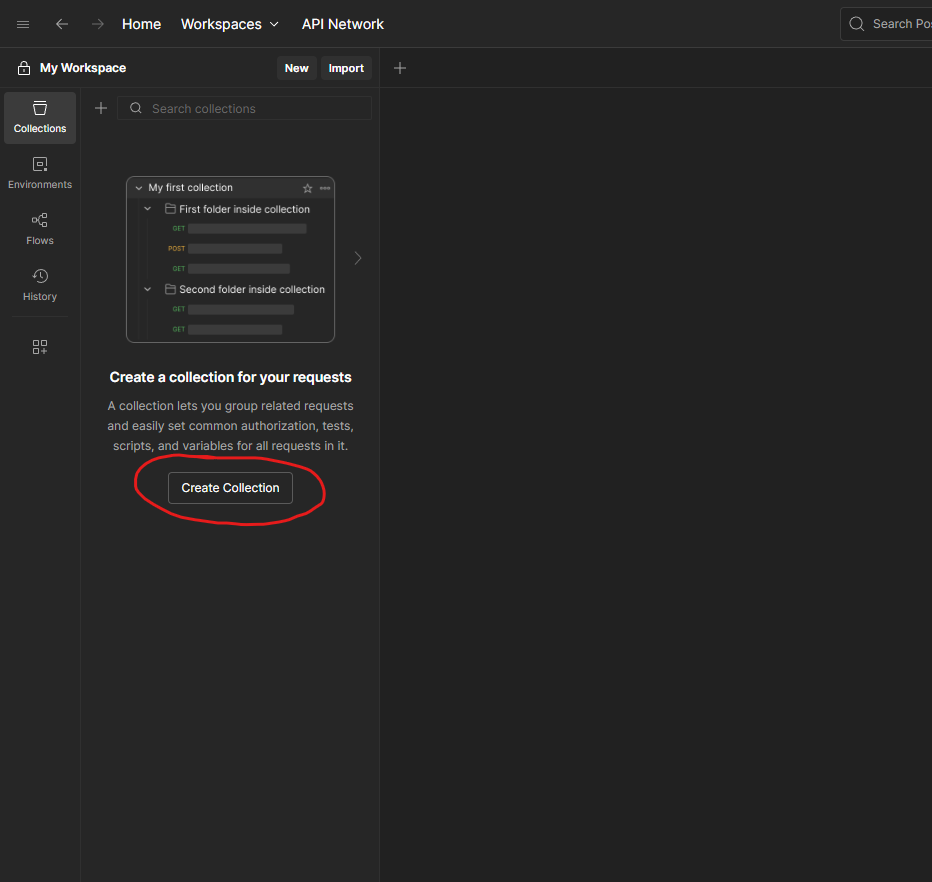 Home Workspaces API Network Search Pos
My Workspace New Import
Collections
Search collections
Environments
Flows
History
My first collection
First folder inside collection
GET
POST
GET
Second folder inside collection
GET
GET
Create a collection for your requests
A collection lets you group related requests
and easily set common authorization, tests,
scripts, and variables for all requests in it.
Create Collection